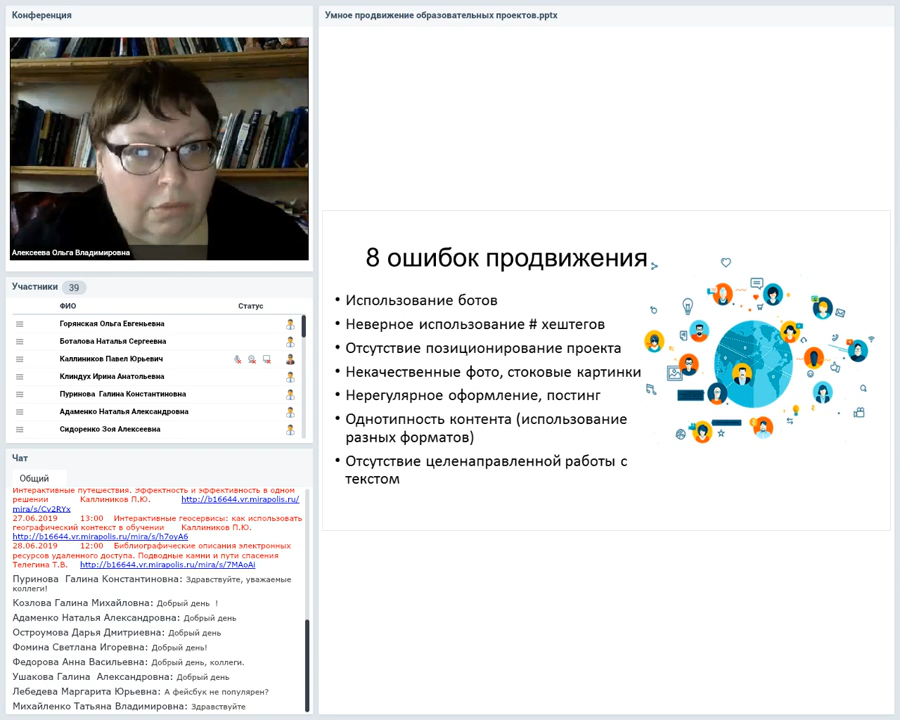 Конференция
Алексеева Ольга Владимировна
Участники 39
ФИО Статус
Горянская Ольга Евгеньевна
Боталова Наталья Сергеевна
Каллиников Павел Юрьевич
Клиндух Ирина Анатольевна
Пуринова Галина Константиновна
Адаменко Наталья Александровна
Сидоренко Зоя Алексеевна
Чат
Общий
Интерактивные путешествия. Эффектность и эффективность в одном
решении Каллиников П.Ю. http://b16644.vr.mirapolis.ru/
mira/s/Cy2RYx
27.06.2019 13:00 Интерактивные геосервисы: как использовать
географический контекст в обучении Каллиников П.Ю.
http://b16644.vr.mirapolis.ru/mira/s/h7oyA6
28.06.2019 12:00 Библиографические описания электронных
ресурсов удаленного доступа. Подводные камни и пути спасения
Телегина Т.В. http://b16644.vr.mirapolis.ru/mira/s/7MAoAi
Пуринова Галина Константиновна: Здравствуйте, уважаемые
коллеги!
Козлова Галина Михайловна: Добрый день !
Адаменко Наталья Александровна: Добрый день
Остроумова Дарья Дмитриевна: Добрый день
Фомина Светлана Игоревна: Добрый день!
Федорова Анна Васильевна: Добрый день, коллеги.
Ушакова Галина Александровна: Добрый день
Лебедева Маргарита Юрьевна: А фейсбук не популярен?
Михайленко Татьяна Владимировна: Здравствуйте
Умное продвижение образовательных проектов.pptx
8 ошибок продвижения
• Использование ботов
• Неверное использование # хештегов
• Отсутствие позиционирования проекта
• Некачественные фото, стоковые картинки
• Нерегулярное оформление, постинг
• Однотипность контента (использование
разных форматов)
• Отсутствие целенаправленной работы с
текстом